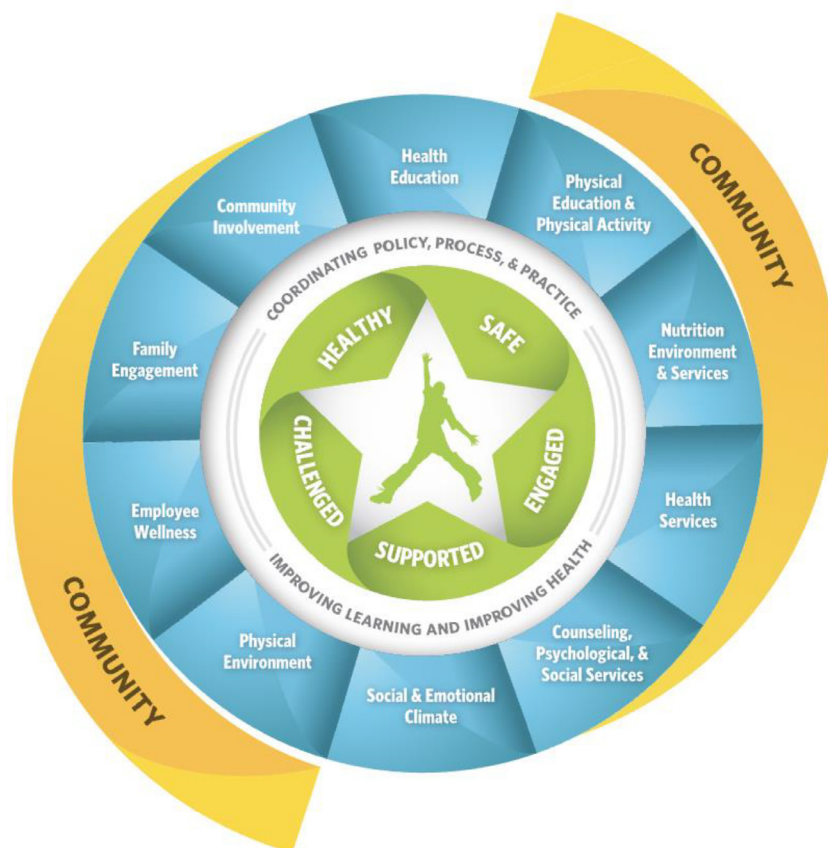 COMMUNITY
Health
Education
Physical
Education &
Physical Activity
Nutrition
Environment
& Services
Health
Services
Counseling,
Psychological, &
Social Services
Social & Emotional
Climate
Physical
Environment
Employee
Wellness
Family
Engagement
Community
Involvement
COORDINATING POLICY, PROCESS, & PRACTICE
IMPROVING LEARNING AND IMPROVING HEALTH
HEALTHY
SAFE
ENGAGED
SUPPORTED
CHALLENGED
COMMUNITY